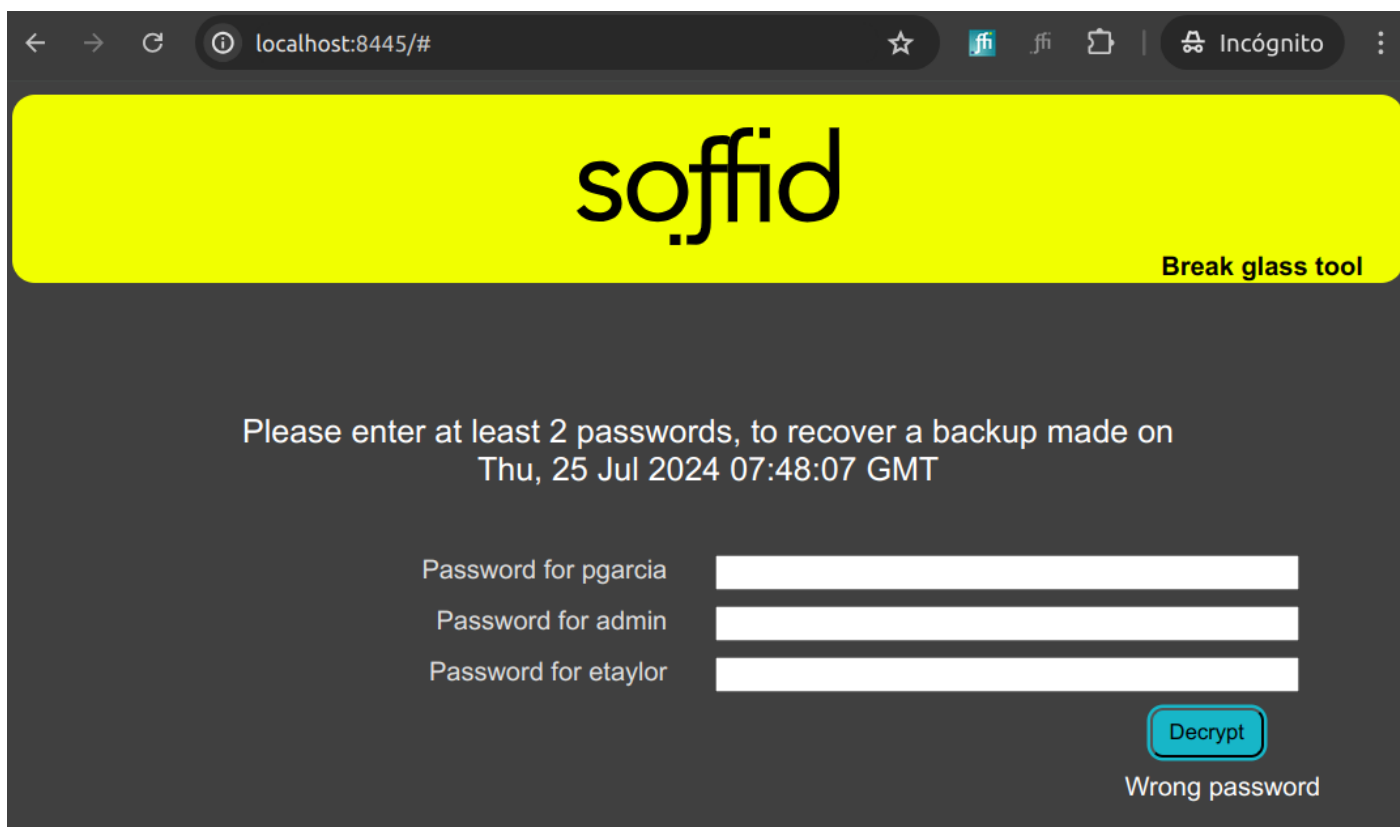 localhost:8445/#
Incógnito
soffid
Break glass tool
Please enter at least 2 passwords, to recover a backup made on
Thu, 25 Jul 2024 07:48:07 GMT
Password for pgarcia
Password for admin
Password for etaylor
Decrypt
Wrong password